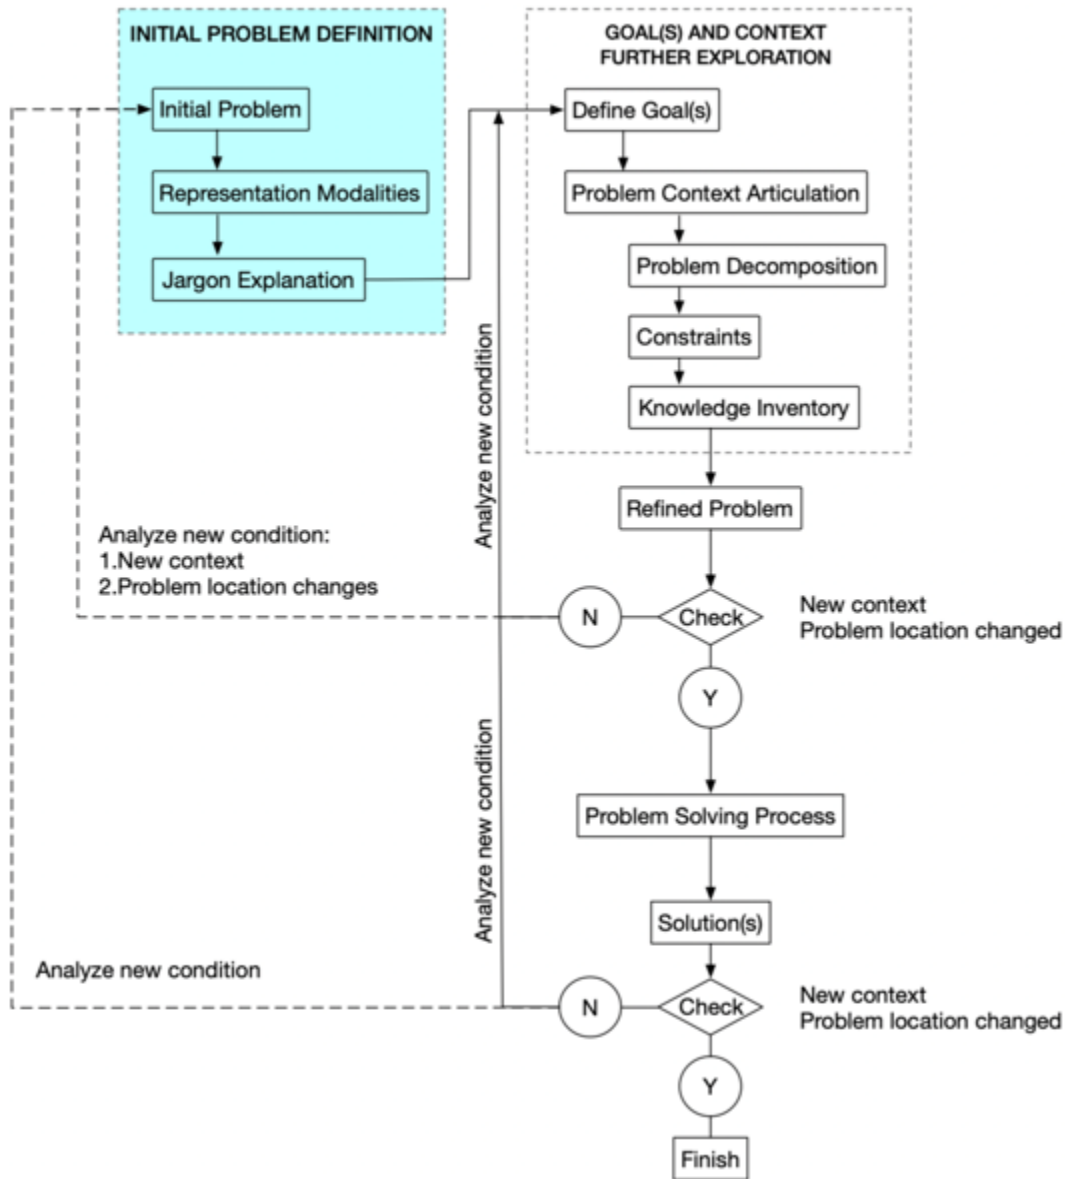 INITIAL PROBLEM DEFINITION
Initial Problem
Representation Modalities
Jargon Explanation
GOAL(S) AND CONTEXT
FURTHER EXPLORATION
Define Goal(s)
Problem Context Articulation
Problem Decomposition
Constraints
Knowledge Inventory
Analyze new condition
Refined Problem
Analyze new condition:
1.New context
2.Problem location changes
N
Check
New context
Problem location changed
Y
Analyze new condition
Problem Solving Process
Solution(s)
Analyze new condition
N
Check
New context
Problem location changed
Y
Finish